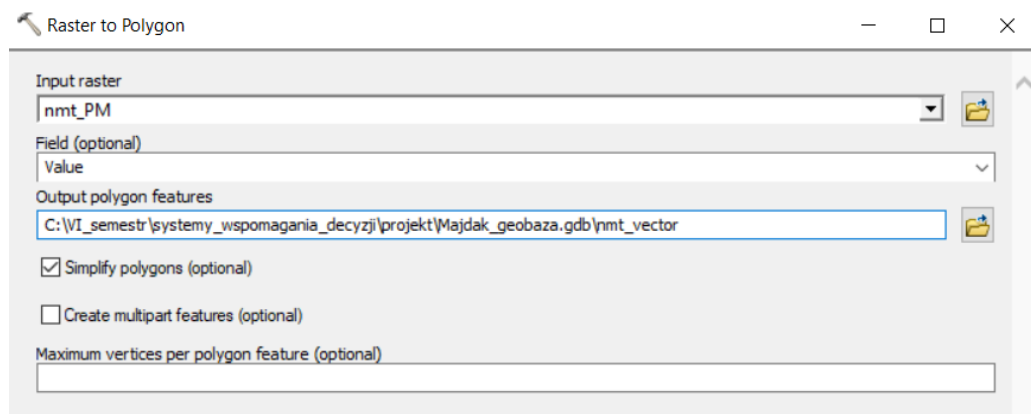 Raster to Polygon
Input raster
nmt_PM
Field (optional)
Value
Output polygon features
C:\VI_semestr\systemy_wspomagania_decyzji\projekt\Majdak_geobaza.gdb\nmt_vector
Simplify polygons (optional)
Create multipart features (optional)
Maximum vertices per polygon feature (optional)